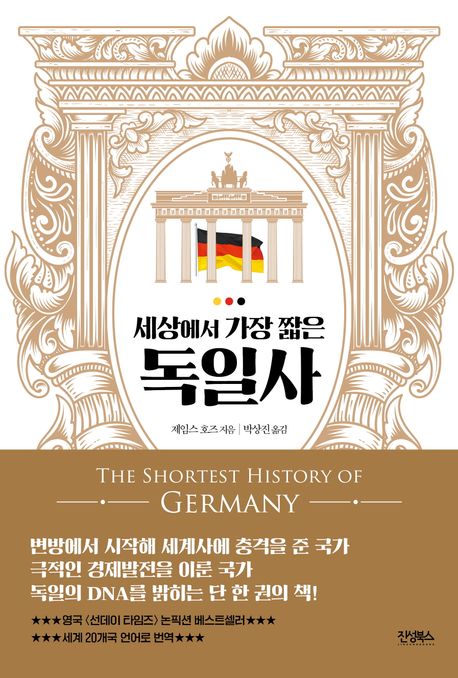 세상에서 가장 짧은
독일사
제임스 호즈 지음 | 박상진 옮김
THE SHORTEST HISTORY OF
GERMANY
변방에서 시작해 세계사에 충격을 준 국가
극적인 경제발전을 이룬 국가
독일의 DNA를 밝히는 단 한 권의 책!
★★★영국 〈선데이 타임즈〉 논픽션 베스트셀러★★★
★★★세계 20개국 언어로 번역★★★
진성북스
JINSUNGBOOKS